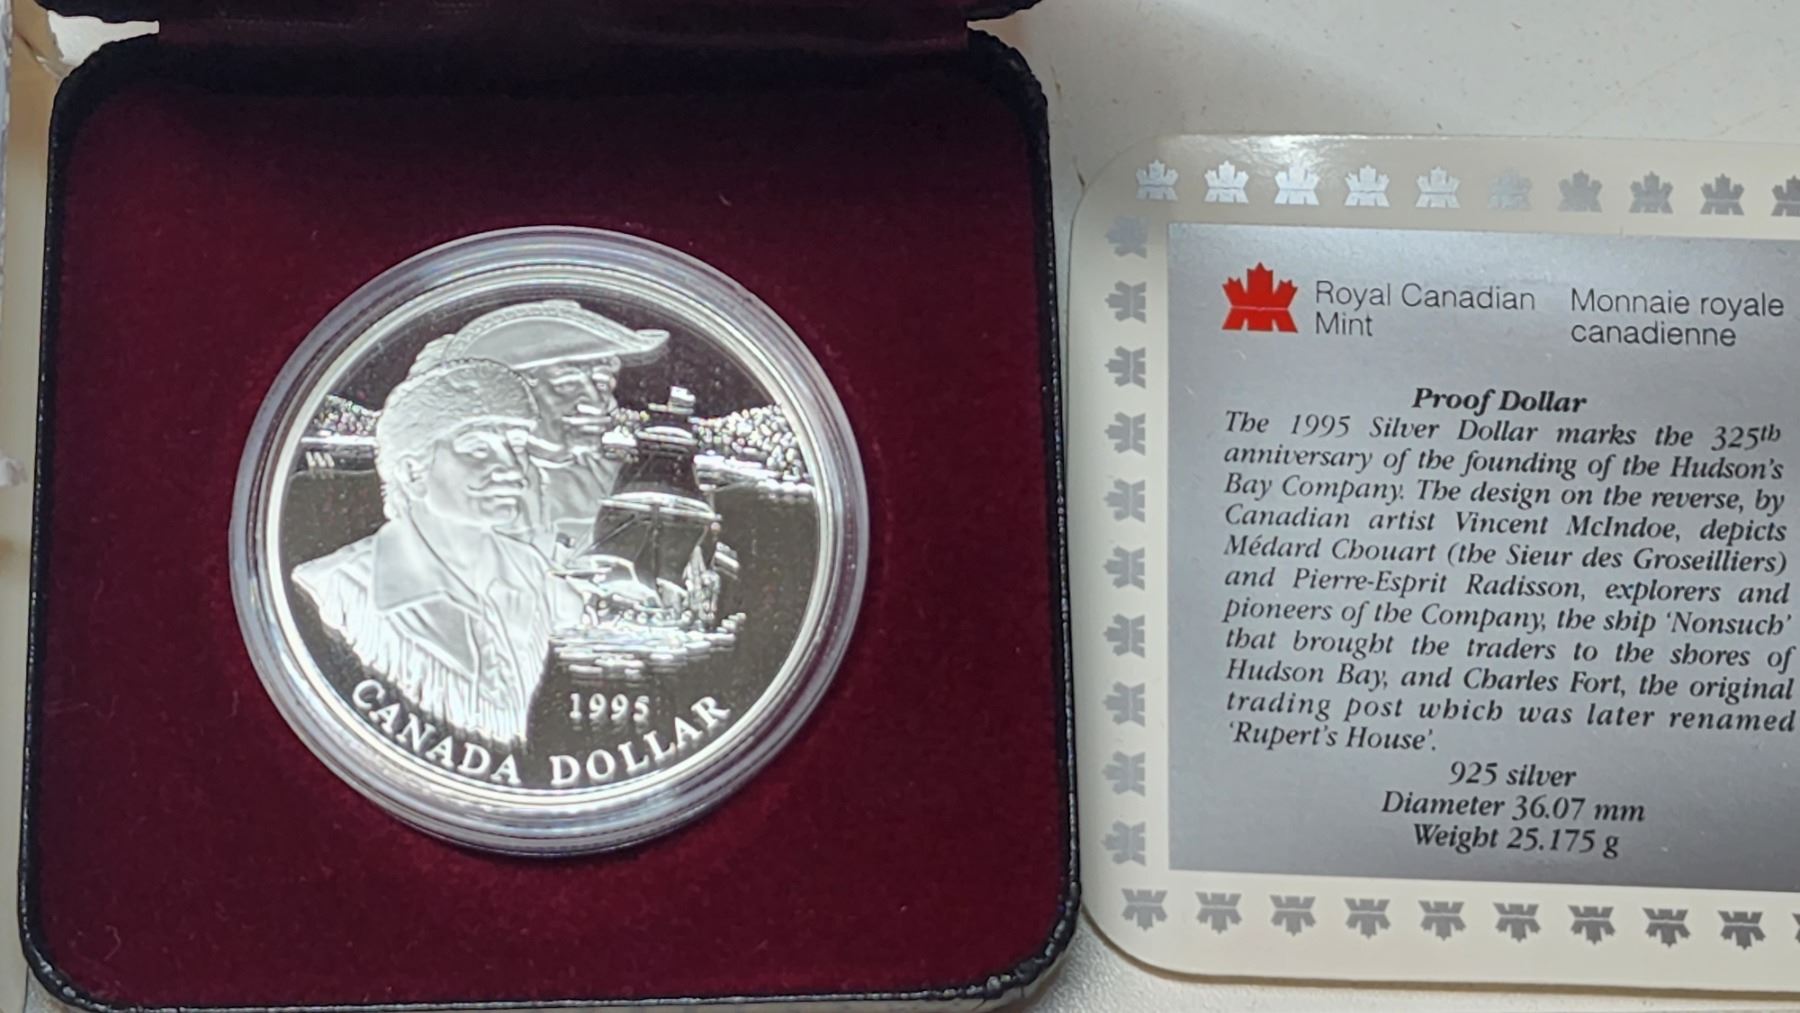 CANADA DOLLAR
1995
Royal Canadian
Mint
Monnaie royale
canadienne
Proof Dollar
The 1995 Silver Dollar marks the 325th
anniversary of the founding of the Hudson's
Bay Company. The design on the reverse, by
Canadian artist Vincent McIndoe, depicts
Médard Chouart (the Sieur des Groseilliers)
and Pierre-Esprit Radisson, explorers and
pioneers of the Company, the ship 'Nonsuch'
that brought the traders to the shores of
Hudson Bay, and Charles Fort, the original
trading post which was later renamed
'Rupert's House'.
925 silver
Diameter 36.07 mm
Weight 25.175 g